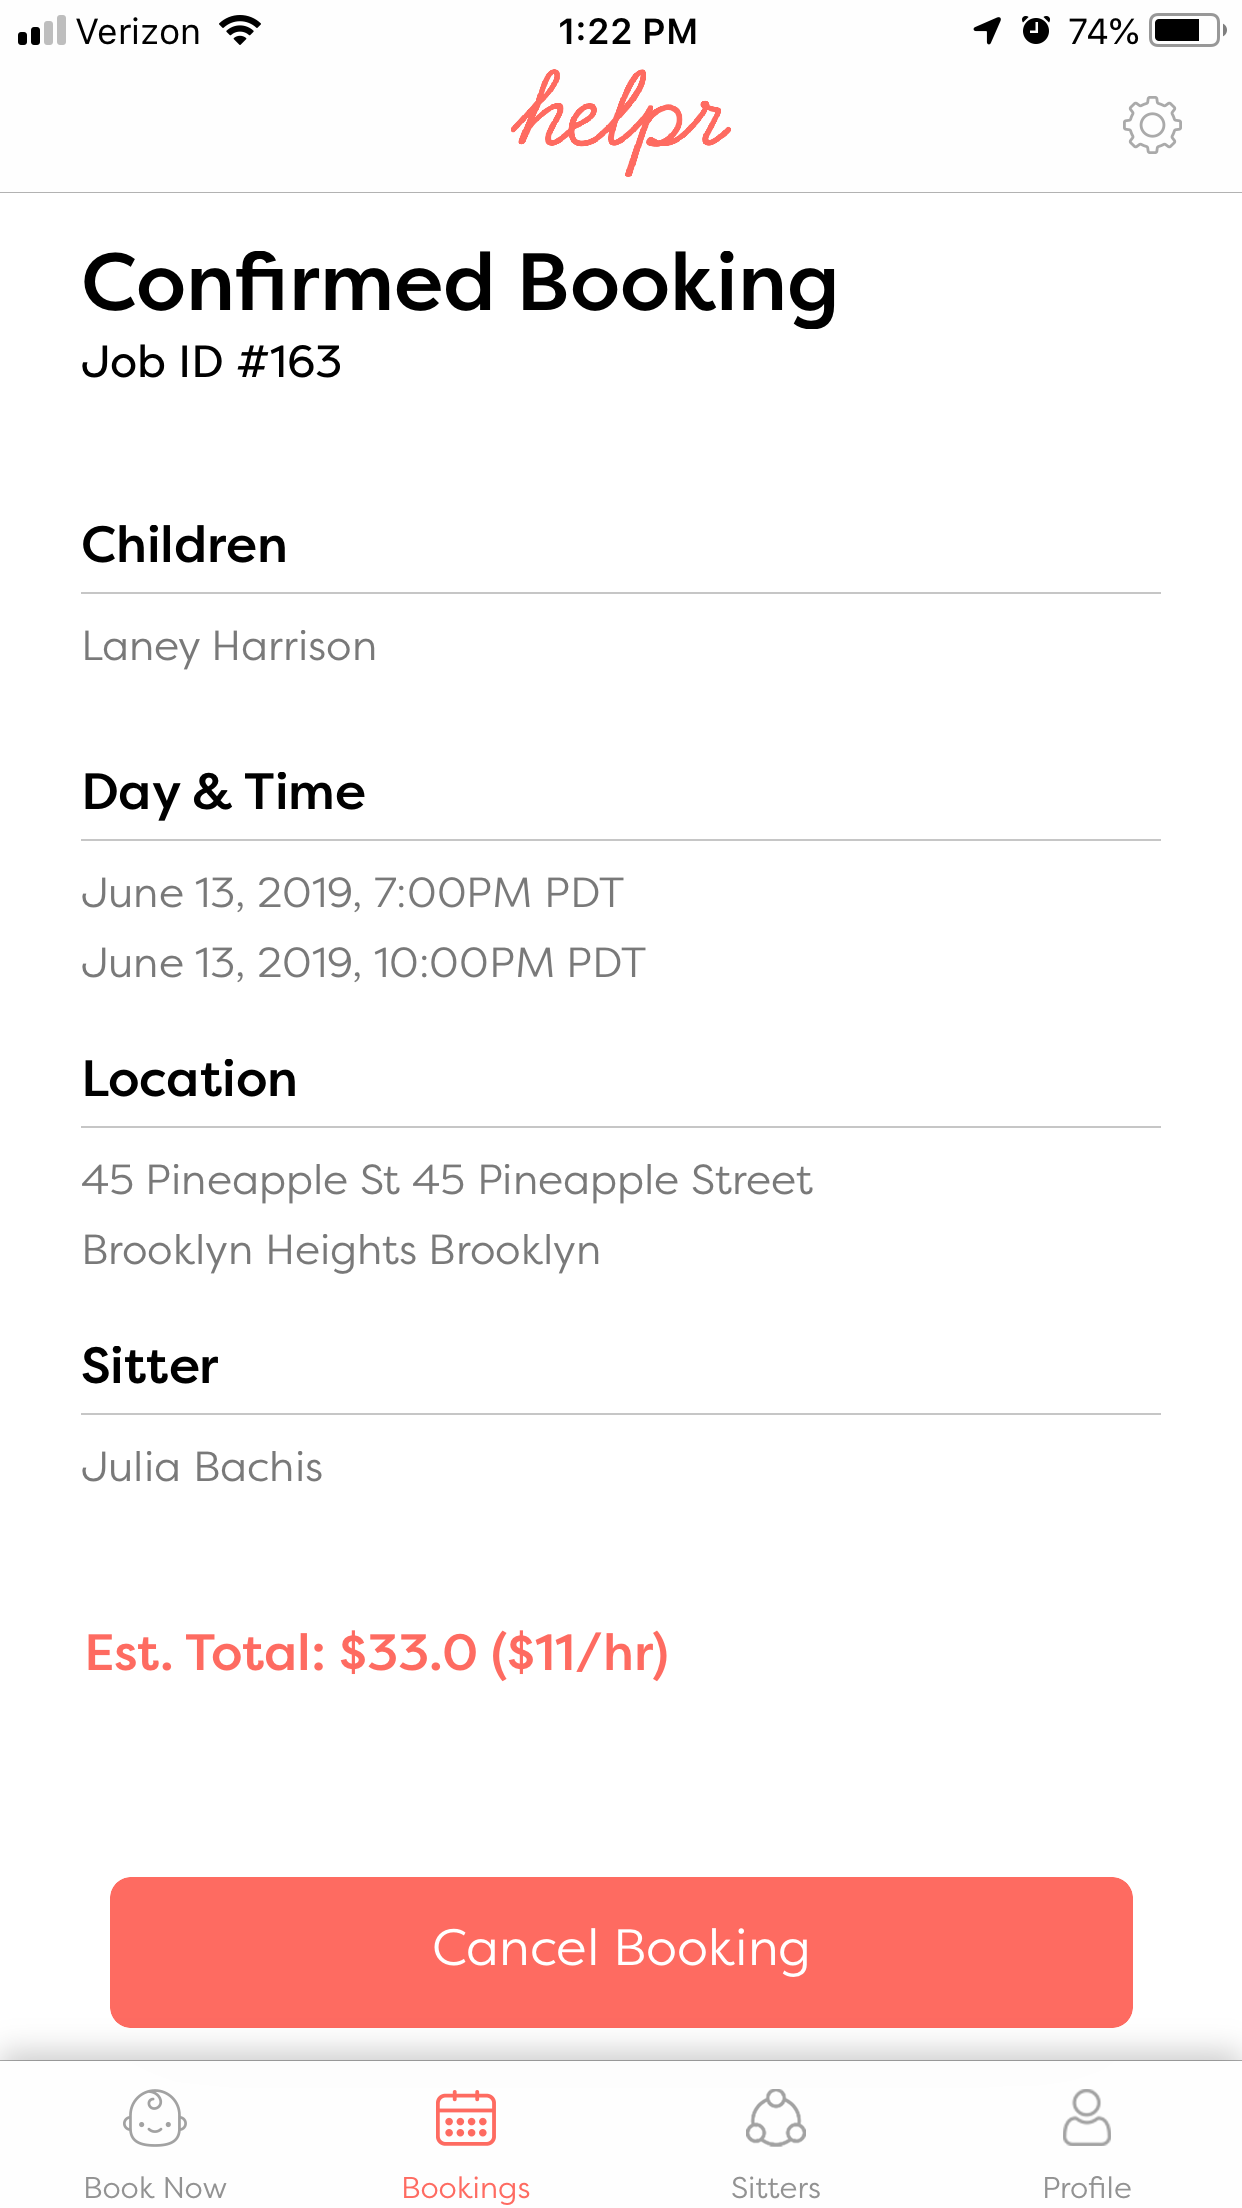 Verizon 1:22 PM 74%
helpr
Confirmed Booking
Job ID #163
Children
Laney Harrison
Day & Time
June 13, 2019, 7:00PM PDT
June 13, 2019, 10:00PM PDT
Location
45 Pineapple St 45 Pineapple Street
Brooklyn Heights Brooklyn
Sitter
Julia Bachis
Est. Total: $33.0 ($11/hr)
Cancel Booking
Book Now Bookings Sitters Profile